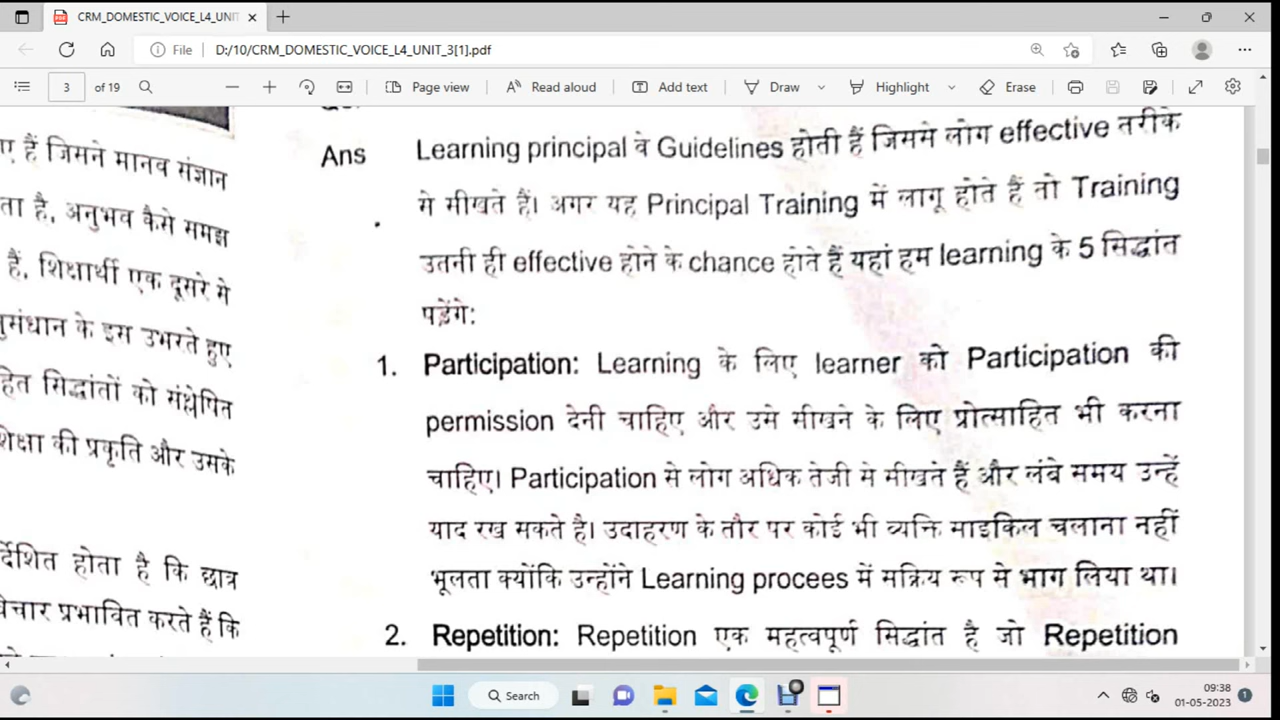 CRM_DOMESTIC_VOICE_L4_UNIT
File D:/10/CRM_DOMESTIC_VOICE_L4_UNIT_3[1].pdf
3 of 19 Page view Read aloud Add text Draw Highlight Erase
ए हैं जिसने मानव संज्ञान
ता है, अनुभव कैसे समझ
हैं, शिक्षार्थी एक दूसरे से
नुसंधान के इस उभरते हुए
हित सिद्धांतों को संश्लेषित
शिक्षा की प्रकृति और उसके
र्देशित होता है कि छात्र
वेचार प्रभावित करते हैं कि
Ans Learning principal वे Guidelines होती हैं जिससे लोग effective तरीके
से सीखते हैं। अगर यह Principal Training में लागू होते हैं तो Training
उतनी ही effective होने के chance होते हैं यहां हम learning के 5 सिद्धांत
पड़ेंगे:
1. Participation: Learning के लिए learner को Participation की
permission देनी चाहिए और उसे सीखने के लिए प्रोत्साहित भी करना
चाहिए। Participation से लोग अधिक तेजी से सीखते हैं और लंबे समय उन्हें
याद रख सकते है। उदाहरण के तौर पर कोई भी व्यक्ति साइकिल चलाना नहीं
भूलता क्योंकि उन्होंने Learning procees में सक्रिय रूप से भाग लिया था।
2. Repetition: Repetition एक महत्वपूर्ण सिद्धांत है जो Repetition
Search
09:38
01-05-2023
1